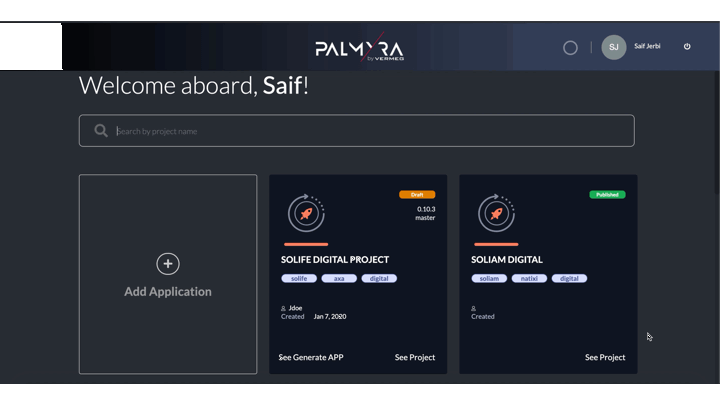 PALMYRA
by VERMEG
SJ
Saif Jerbi
Welcome aboard, Saif!
Search by project name
Add Application
Draft
0.10.3
master
SOLIFE DIGITAL PROJECT
solife
axa
digital
Jdoe
Created Jan 7, 2020
See Generate APP
See Project
Published
SOLIAM DIGITAL
soliam
natixi
digital
Created
See Project